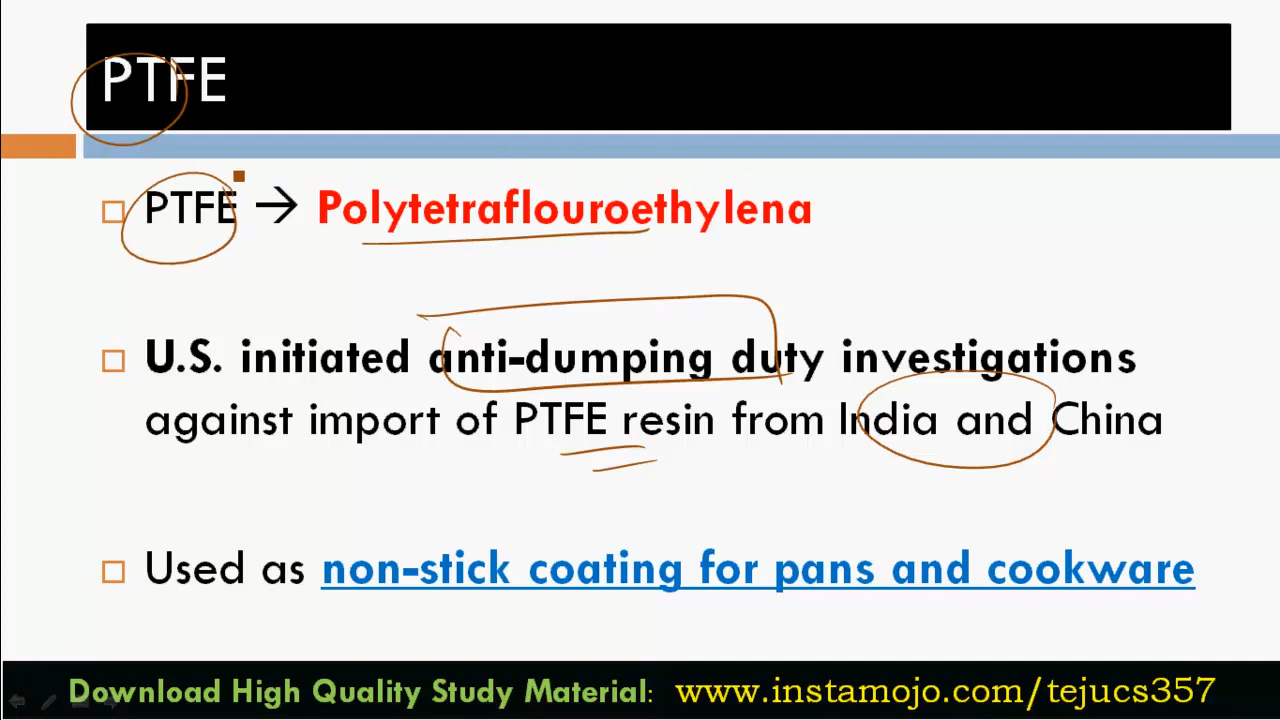 PTFE
PTFE → Polytetraflouroethylena
U.S. initiated anti-dumping duty investigations
against import of PTFE resin from India and China
Used as non-stick coating for pans and cookware
Download High Quality Study Material: www.instamojo.com/tejucs357